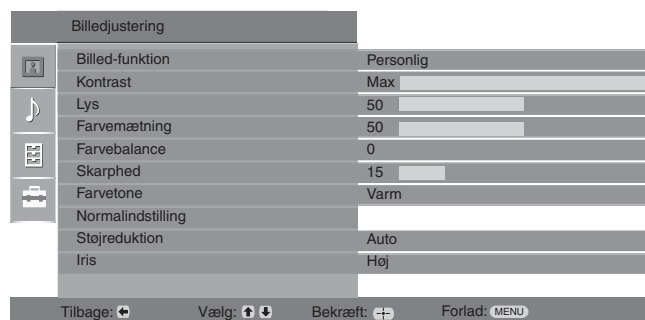 Billedjustering
Billed-funktion Personlig
Kontrast Max
Lys 50
Farvemætning 50
Farvebalance 0
Skarphed 15
Farvetone Varm
Normalindstilling
Støjreduktion Auto
Iris Høj
Tilbage: Vælg: Bekræft: Forlad: MENU